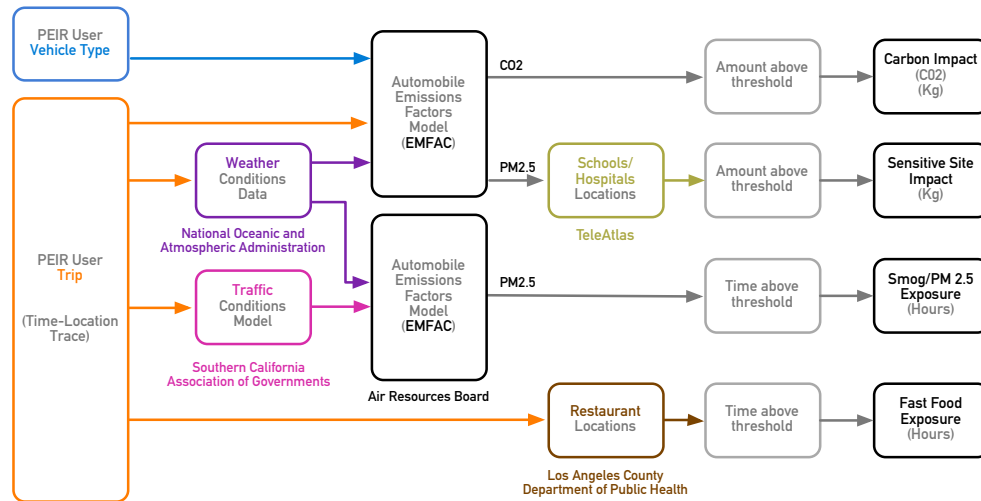 PEIR User
Vehicle Type
Automobile
Emissions
Factors
Model
(EMFAC)
CO2
Amount above
threshold
Carbon Impact
(CO2)
(Kg)
Weather
Conditions
Data
National Oceanic and
Atmospheric Administration
PM2.5
Schools/
Hospitals
Locations
TeleAtlas
Amount above
threshold
Sensitive Site
Impact
(Kg)
PEIR User
Trip
(Time-Location
Trace)
Traffic
Conditions
Model
Southern California
Association of Governments
Automobile
Emissions
Factors
Model
(EMFAC)
Air Resources Board
PM2.5
Time above
threshold
Smog/PM 2.5
Exposure
(Hours)
Restaurant
Locations
Los Angeles County
Department of Public Health
Time above
threshold
Fast Food
Exposure
(Hours)